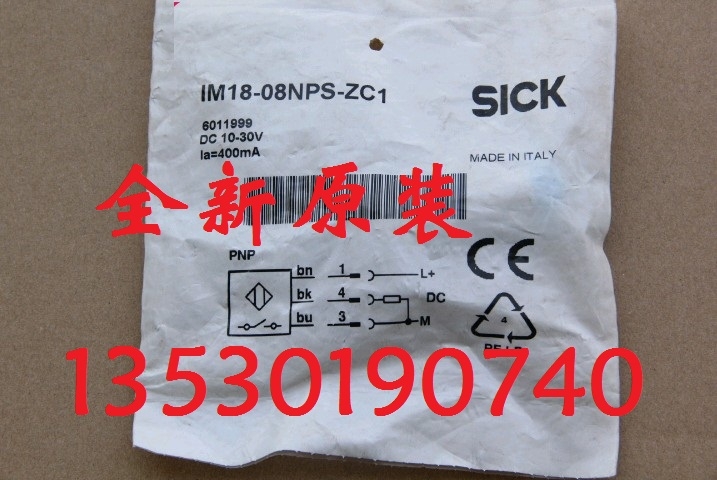 IM18-08NPS-ZC1
SICK
6011999
DC 10-30V
Ia=400mA
MADE IN ITALY
全新原装
PNP
bn 1 L+
bk 4 DC
bu 3 M
CE
4
13530190740